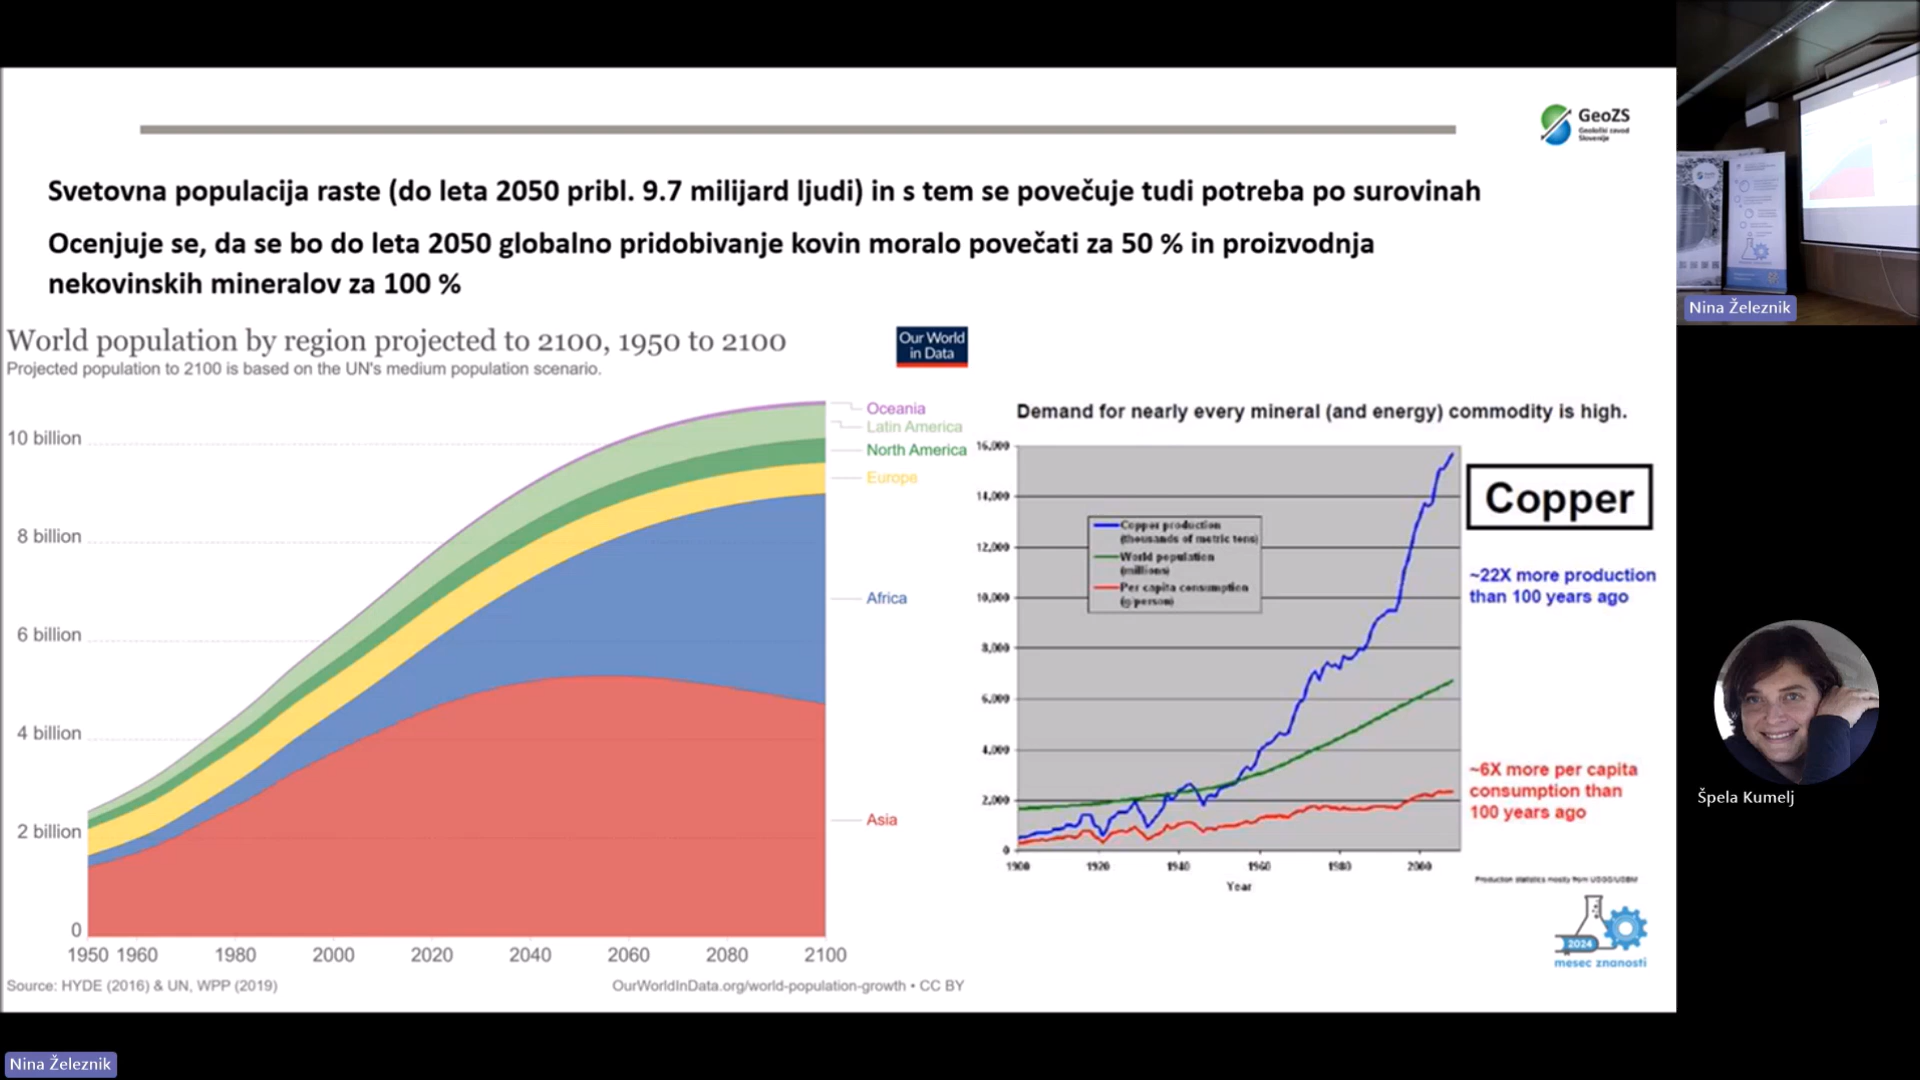 GeoZS
Geološki zavod
Slovenije
Svetovna populacija raste (do leta 2050 pribl. 9.7 milijard ljudi) in s tem se povečuje tudi potreba po surovinah
Ocenjuje se, da se bo do leta 2050 globalno pridobivanje kovin moralo povečati za 50 % in proizvodnja
nekovinskih mineralov za 100 %
World population by region projected to 2100, 1950 to 2100
Projected population to 2100 is based on the UN's medium population scenario.
Our World
in Data
Oceania
Latin America
North America
Europe
Africa
Asia
10 billion
8 billion
6 billion
4 billion
2 billion
0
1950 1960 1980 2000 2020 2040 2060 2080 2100
Source: HYDE (2016) & UN, WPP (2019)
OurWorldInData.org/world-population-growth • CC BY
Demand for nearly every mineral (and energy) commodity is high.
16,000
14,000
12,000
10,000
8,000
6,000
4,000
2,000
0
Copper production
(thousands of metric tons)
World population
(millions)
Per capita consumption
(g/person)
1900 1920 1940 1960 1980 2000
Year
Copper
~22X more production
than 100 years ago
~6X more per capita
consumption than
100 years ago
Production statistics mostly from USGS/USBM
2024
mesec znanosti
Nina Železnik
Špela Kumelj
Nina Železnik